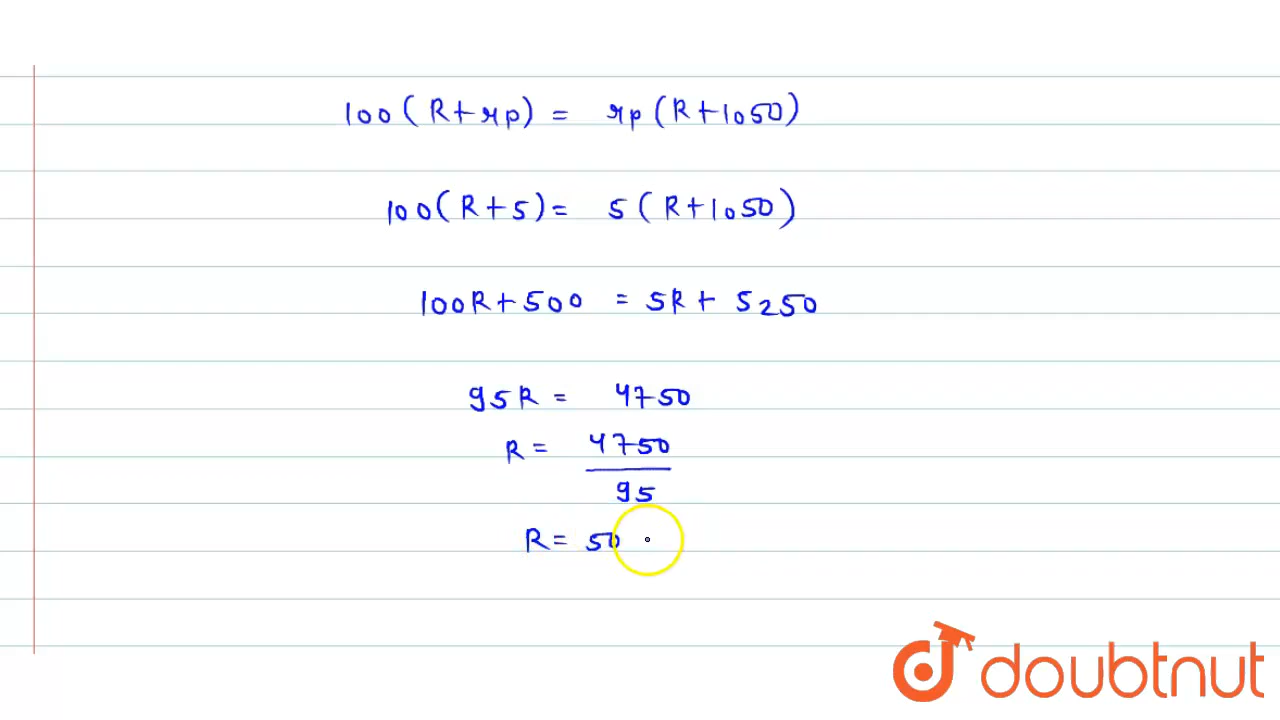 100(R+rp) = rp(R+1050)
100(R+5) = 5(R+1050)
100R+500 = 5R+ 5250
95R = 4750
R = 4750
95
R = 50
doubtnut